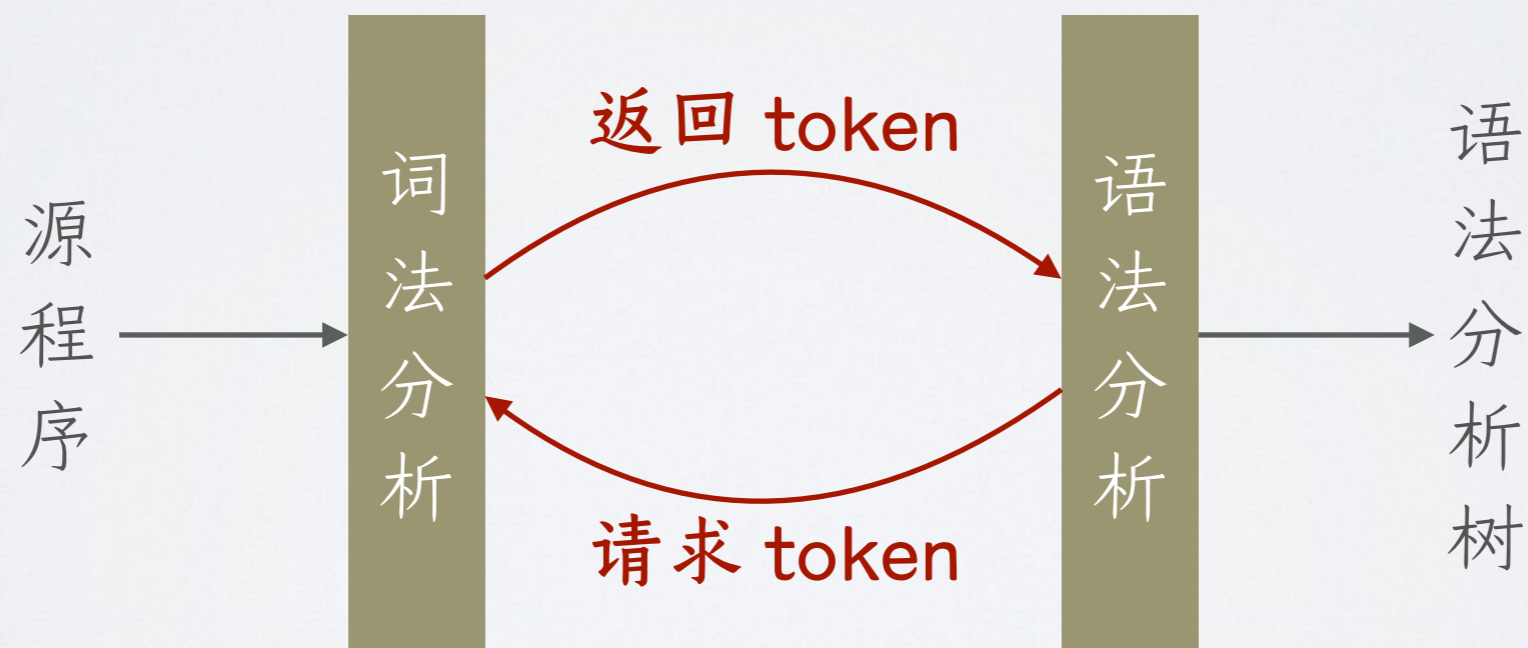 源程序
词法分析
返回 token
请求 token
语法分析
语法分析树